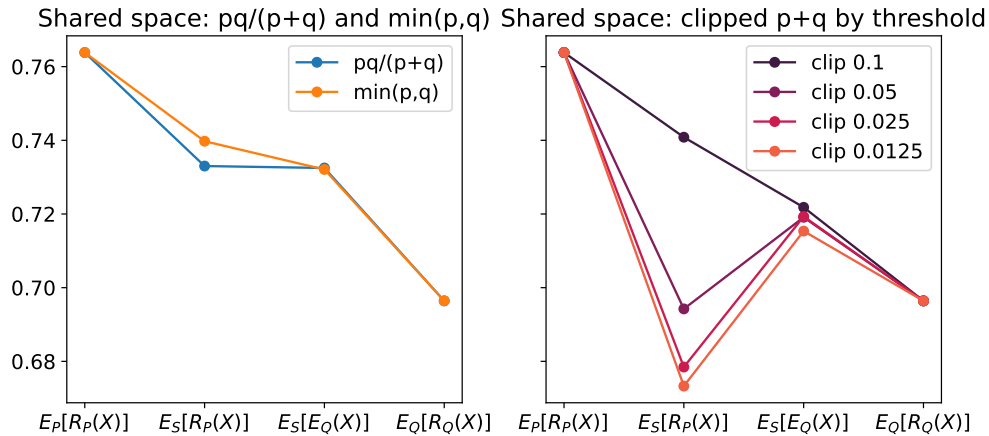 Shared space: pq/(p+q) and min(p,q)
pq/(p+q)
min(p,q)
0.76
0.74
0.72
0.70
0.68
E_P[R_P(X)]
E_S[R_P(X)]
E_S[E_Q(X)]
E_Q[R_Q(X)]
Shared space: clipped p+q by threshold
clip 0.1
clip 0.05
clip 0.025
clip 0.0125
E_P[R_P(X)]
E_S[R_P(X)]
E_S[E_Q(X)]
E_Q[R_Q(X)]